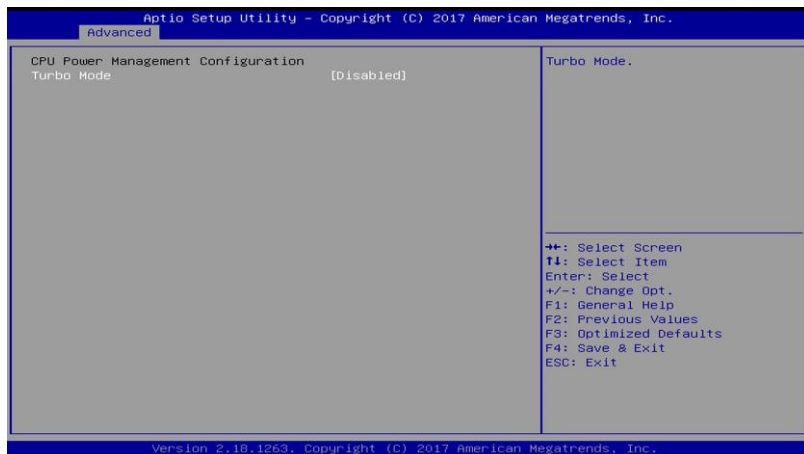 Aptio Setup Utility – Copyright (C) 2017 American Megatrends, Inc.
Advanced
CPU Power Management Configuration
Turbo Mode [Disabled]
Turbo Mode.
→←: Select Screen
↑↓: Select Item
Enter: Select
+/-: Change Opt.
F1: General Help
F2: Previous Values
F3: Optimized Defaults
F4: Save & Exit
ESC: Exit
Version 2.18.1263. Copyright (C) 2017 American Megatrends, Inc.